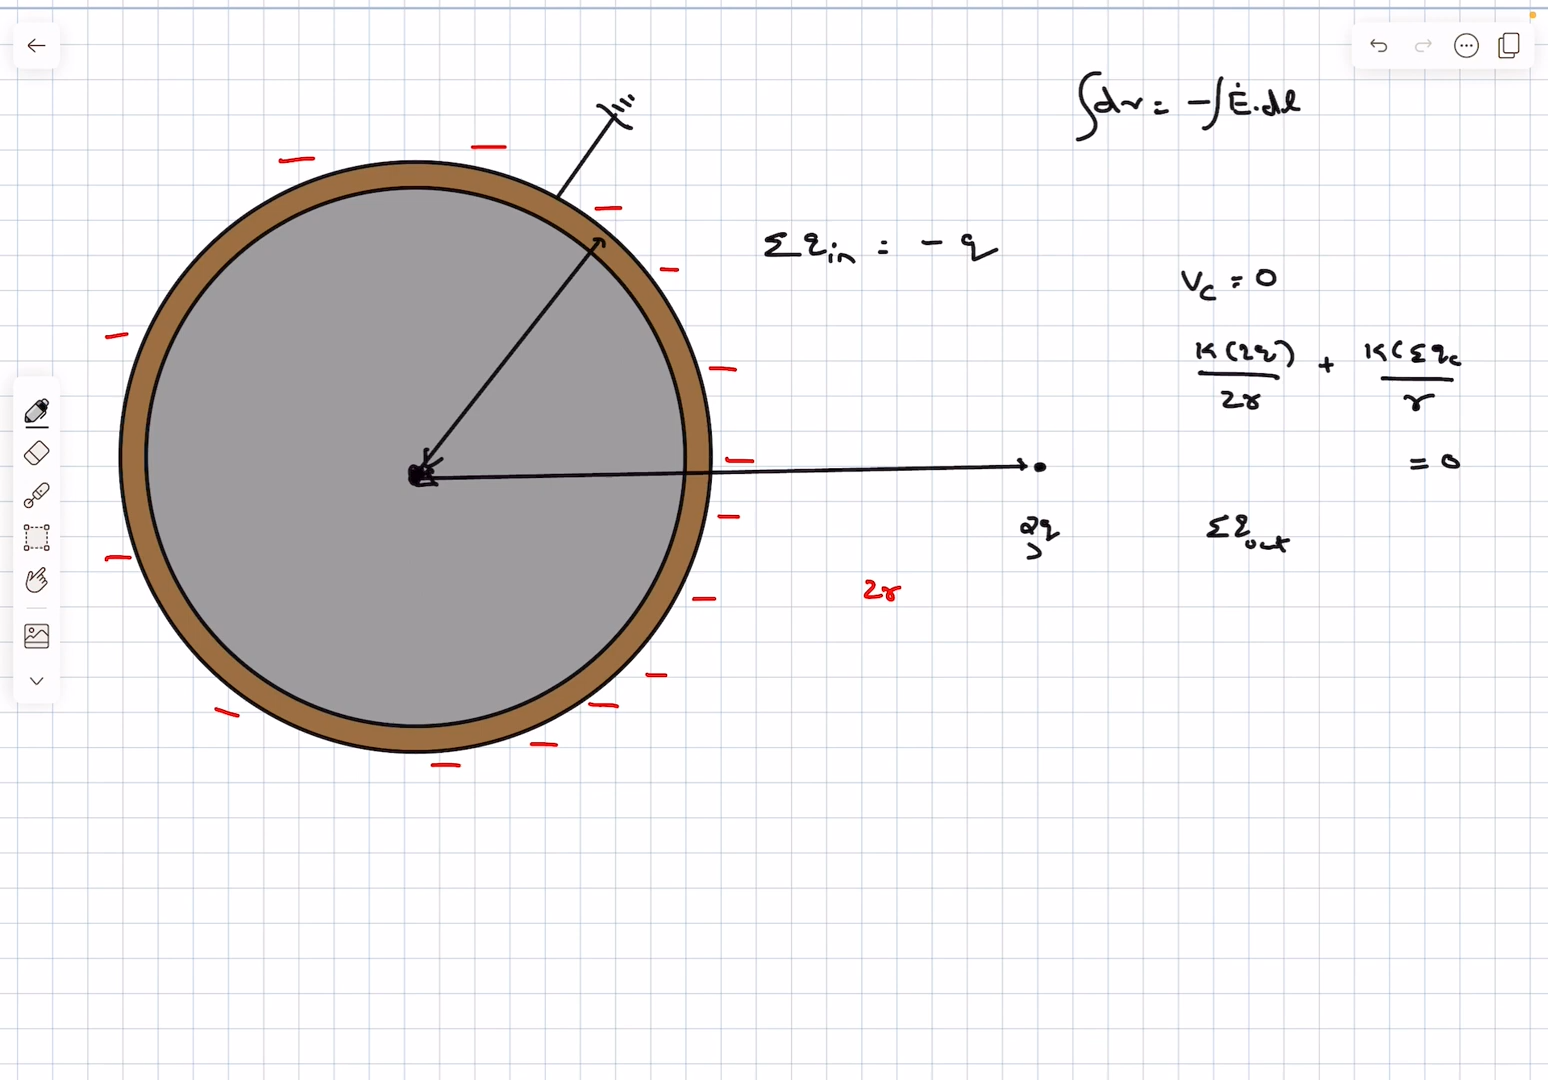 ∫dv = -∫E.dl
Σq_in = - q
V_C = 0
K(2q)/2r + K(Σq_c/r
= 0
2q
Σq_out
2r